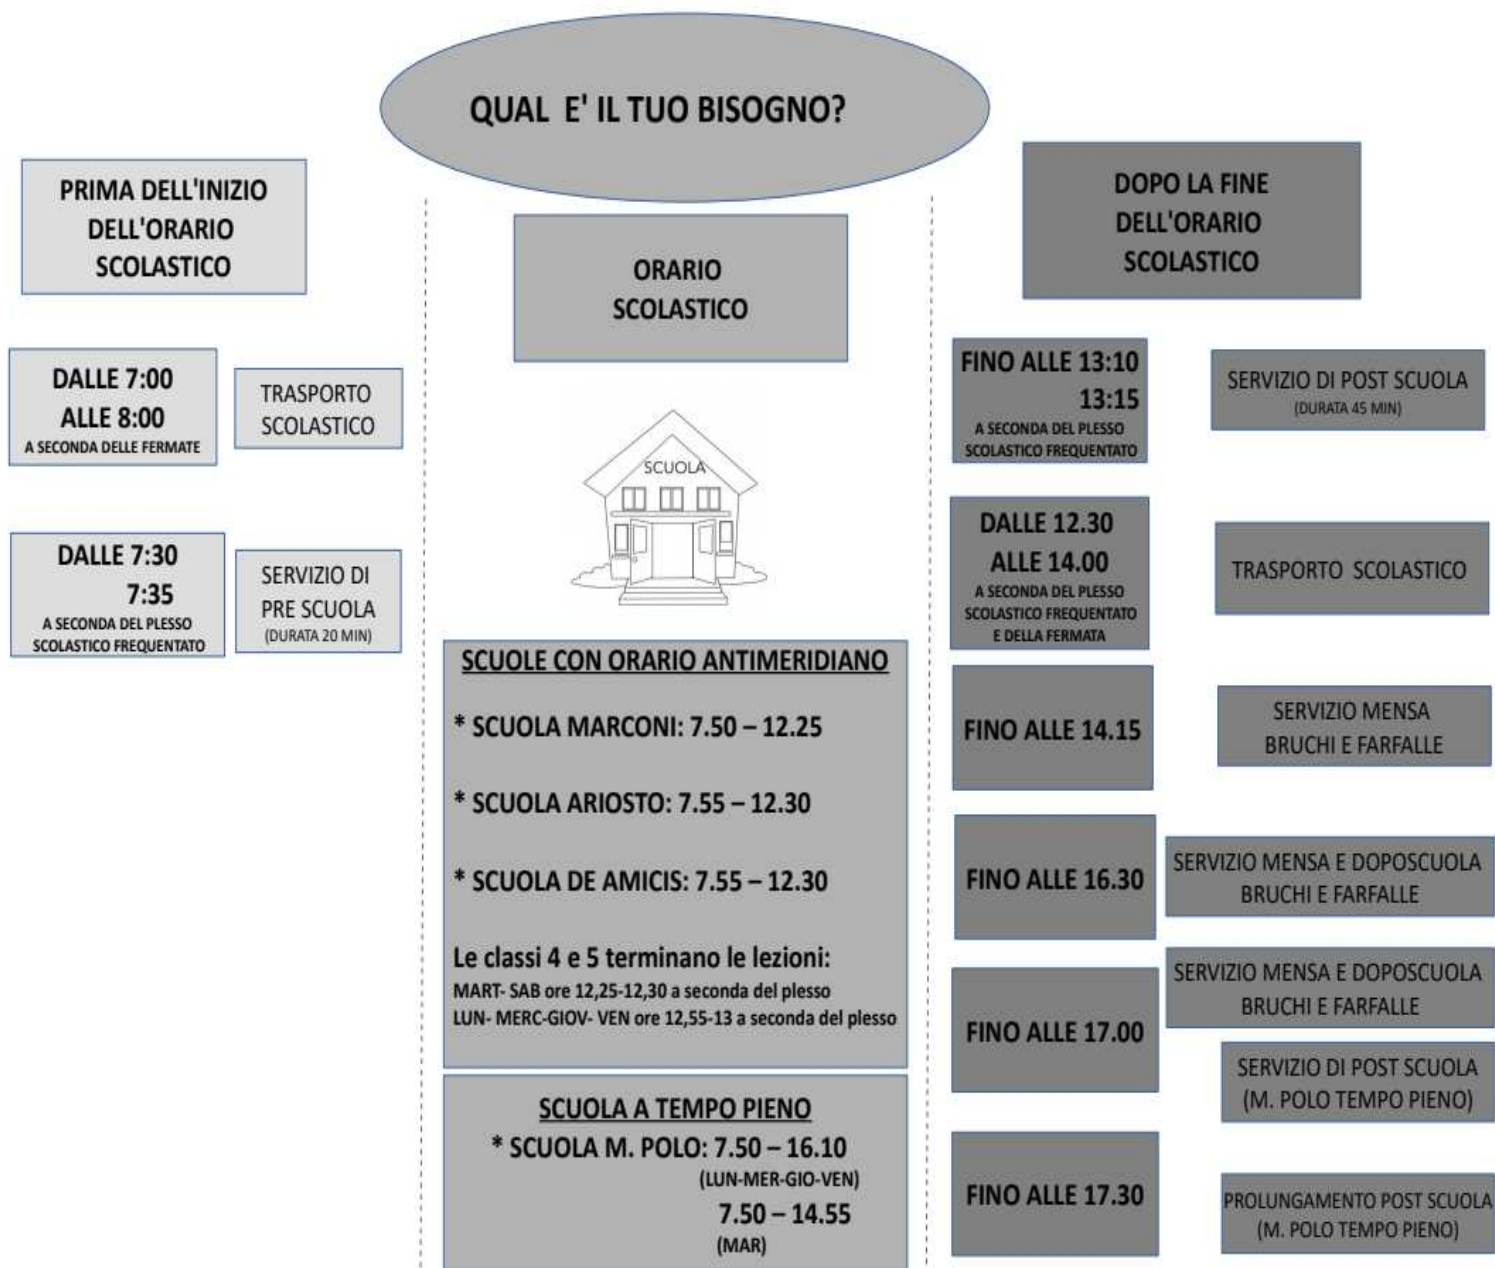 QUAL E' IL TUO BISOGNO?
PRIMA DELL'INIZIO
DELL'ORARIO
SCOLASTICO
DALLE 7:00
ALLE 8:00
A SECONDA DELLE FERMATE
TRASPORTO
SCOLASTICO
DALLE 7:30
7:35
A SECONDA DEL PLESSO
SCOLASTICO FREQUENTATO
SERVIZIO DI
PRE SCUOLA
(DURATA 20 MIN)
ORARIO
SCOLASTICO
SCUOLA
SCUOLE CON ORARIO ANTIMERIDIANO
* SCUOLA MARCONI: 7.50 – 12.25
* SCUOLA ARIOSTO: 7.55 – 12.30
* SCUOLA DE AMICIS: 7.55 – 12.30
Le classi 4 e 5 terminano le lezioni:
MART- SAB ore 12,25-12,30 a seconda del plesso
LUN- MERC-GIOV- VEN ore 12,55-13 a seconda del plesso
SCUOLA A TEMPO PIENO
* SCUOLA M. POLO: 7.50 – 16.10
(LUN-MER-GIO-VEN)
7.50 – 14.55
(MAR)
DOPO LA FINE
DELL'ORARIO
SCOLASTICO
FINO ALLE 13:10
13:15
A SECONDA DEL PLESSO
SCOLASTICO FREQUENTATO
SERVIZIO DI POST SCUOLA
(DURATA 45 MIN)
DALLE 12.30
ALLE 14.00
A SECONDA DEL PLESSO
SCOLASTICO FREQUENTATO
E DELLA FERMATA
TRASPORTO SCOLASTICO
FINO ALLE 14.15
SERVIZIO MENSA
BRUCHI E FARFALLE
FINO ALLE 16.30
SERVIZIO MENSA E DOPOSCUOLA
BRUCHI E FARFALLE
FINO ALLE 17.00
SERVIZIO MENSA E DOPOSCUOLA
BRUCHI E FARFALLE
SERVIZIO DI POST SCUOLA
(M. POLO TEMPO PIENO)
FINO ALLE 17.30
PROLUNGAMENTO POST SCUOLA
(M. POLO TEMPO PIENO)